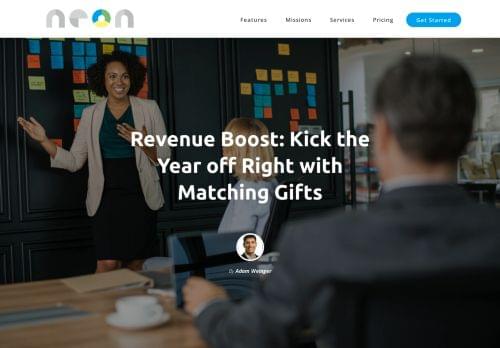 neon
Features
Missions
Services
Pricing
Get Started
Revenue Boost: Kick the
Year off Right with
Matching Gifts
By Adam Weinger